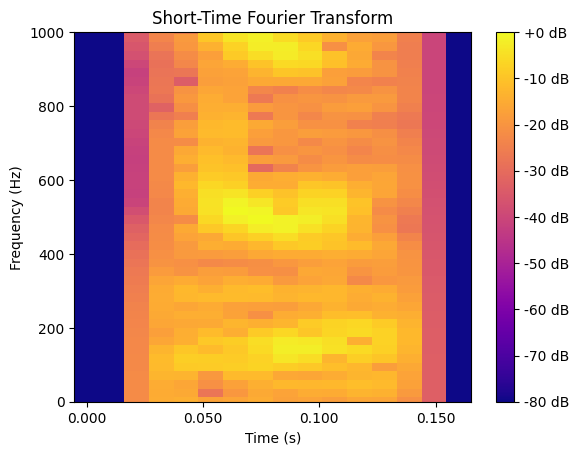 Short-Time Fourier Transform
1000
800
600
400
200
0
Frequency (Hz)
0.000
0.050
0.100
0.150
Time (s)
+0 dB
-10 dB
-20 dB
-30 dB
-40 dB
-50 dB
-60 dB
-70 dB
-80 dB